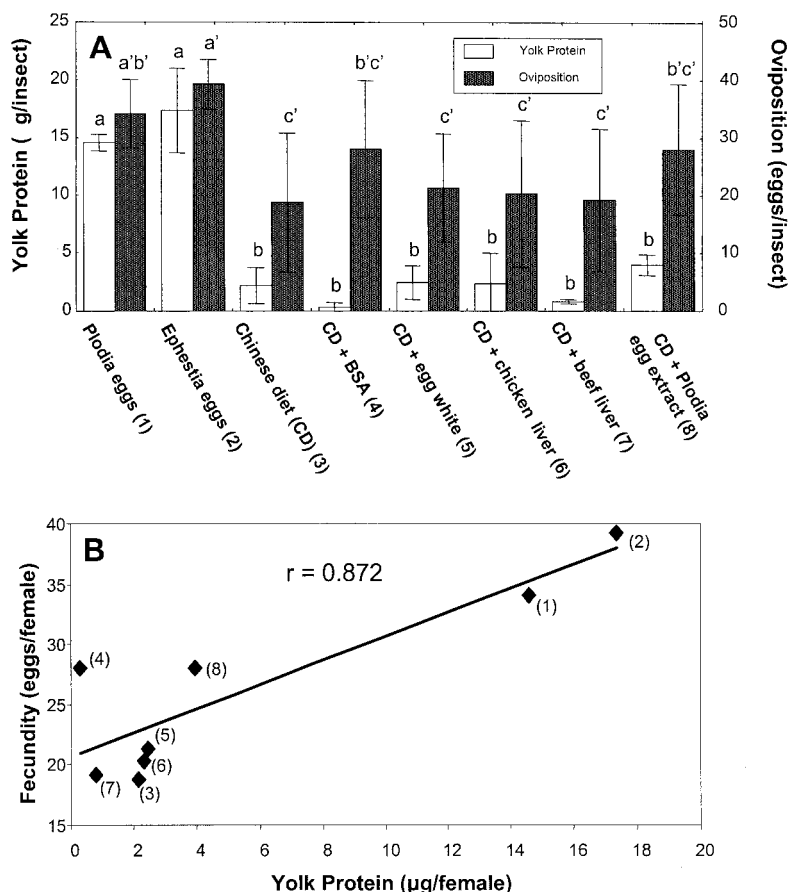 A
Yolk Protein ( g/insect)
25
20
15
10
5
0
Oviposition (eggs/insect)
50
40
30
20
10
0
Yolk Protein
Oviposition
a
a'b'
a
a'
b
c'
b
b'c'
b
c'
b
c'
b
c'
b
b'c'
Plodia eggs (1)
Ephestia eggs (2)
Chinese diet (CD) (3)
CD + BSA (4)
CD + egg white (5)
CD + chicken liver (6)
CD + beef liver (7)
CD + Plodia
egg extract (8)
B
r = 0.872
Fecundity (eggs/female)
40
35
30
25
20
15
(2)
(1)
(4)
(8)
(5)
(6)
(7)
(3)
0 2 4 6 8 10 12 14 16 18 20
Yolk Protein (µg/female)